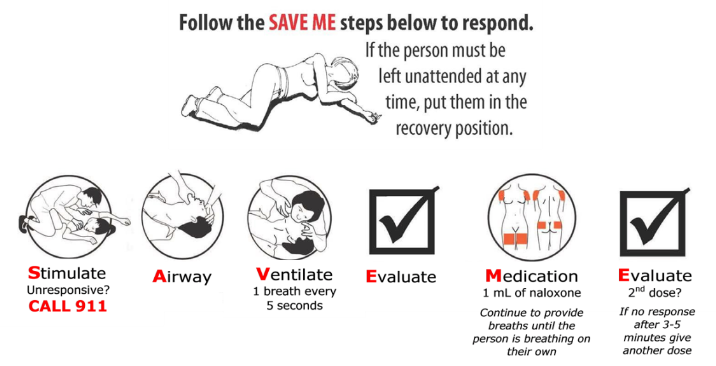 Follow the SAVE ME steps below to respond.
If the person must be
left unattended at any
time, put them in the
recovery position.
Stimulate
Unresponsive?
CALL 911
Airway
Ventilate
1 breath every
5 seconds
Evaluate
Medication
1 mL of naloxone
Continue to provide
breaths until the
person is breathing on
their own
Evaluate
2nd dose?
If no response
after 3-5
minutes give
another dose